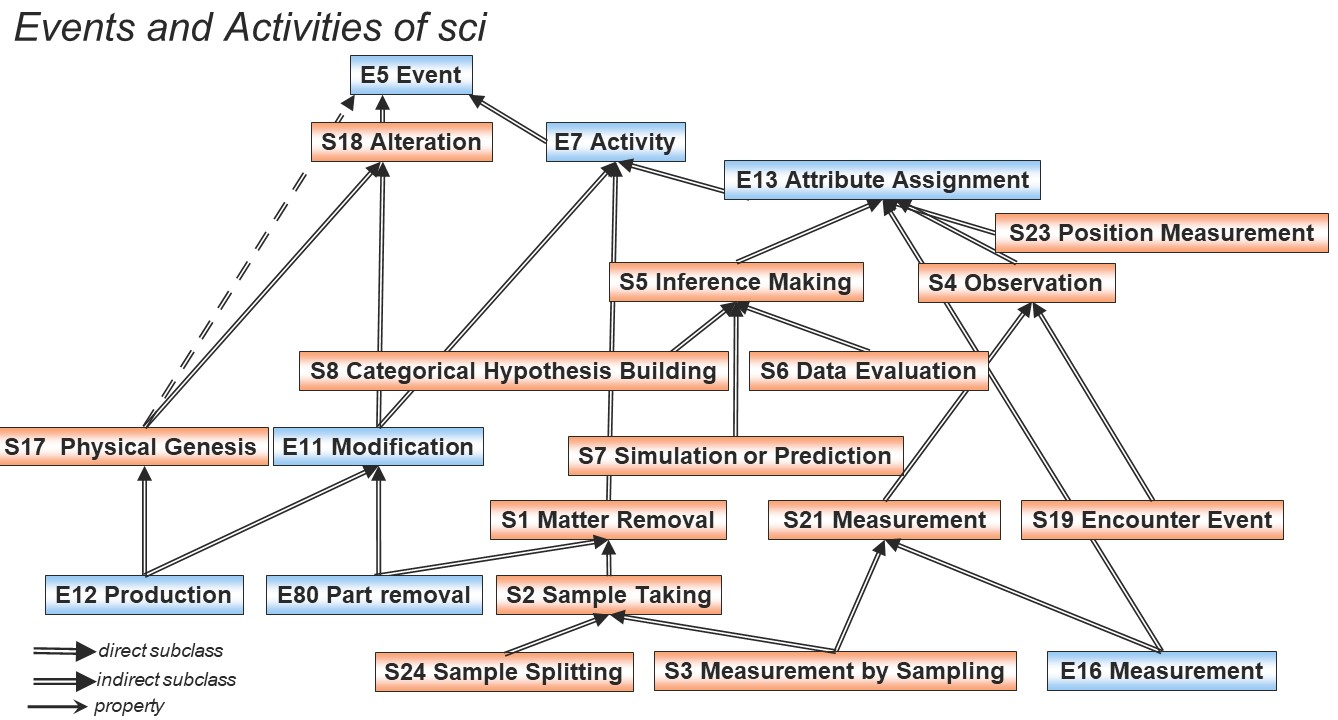 Events and Activities of sci
E5 Event
S18 Alteration
E7 Activity
E13 Attribute Assignment
S23 Position Measurement
S5 Inference Making
S4 Observation
S8 Categorical Hypothesis Building
S6 Data Evaluation
S17 Physical Genesis
E11 Modification
S7 Simulation or Prediction
S1 Matter Removal
S21 Measurement
S19 Encounter Event
E12 Production
E80 Part removal
S2 Sample Taking
direct subclass
S24 Sample Splitting
S3 Measurement by Sampling
E16 Measurement
indirect subclass
property